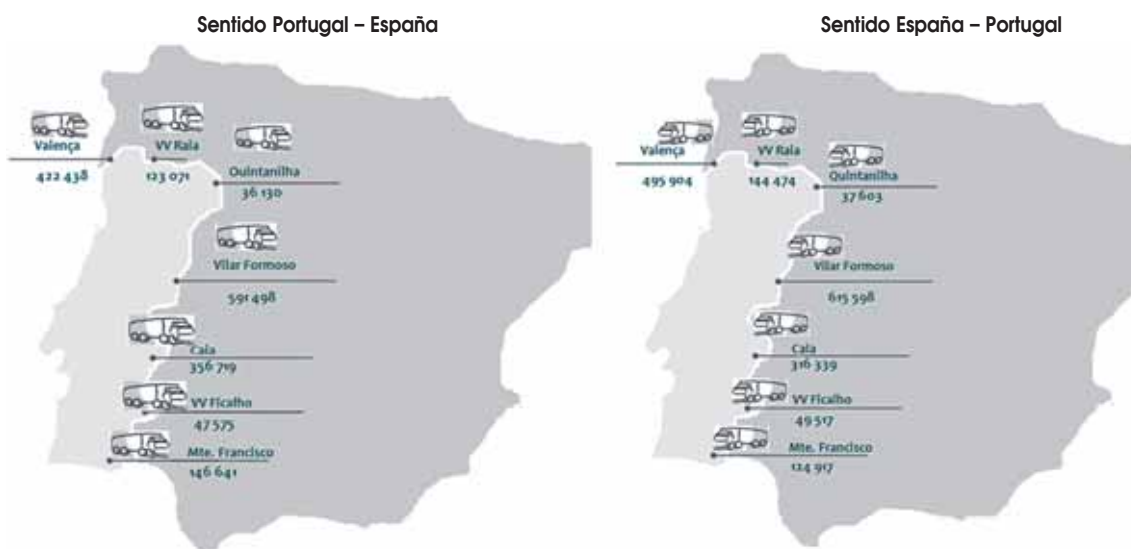 Sentido Portugal – España
Valença
422 438
VV Raia
123 071
Quintanilha
36 130
Vilar Formoso
591 498
Caia
356 719
VV Ficalho
47 575
Mte. Francisco
146 641
Sentido España – Portugal
Valença
495 904
VV Raia
144 474
Quintanilha
37 603
Vilar Formoso
615 598
Caia
316 339
VV Ficalho
49 517
Mte. Francisco
124 917